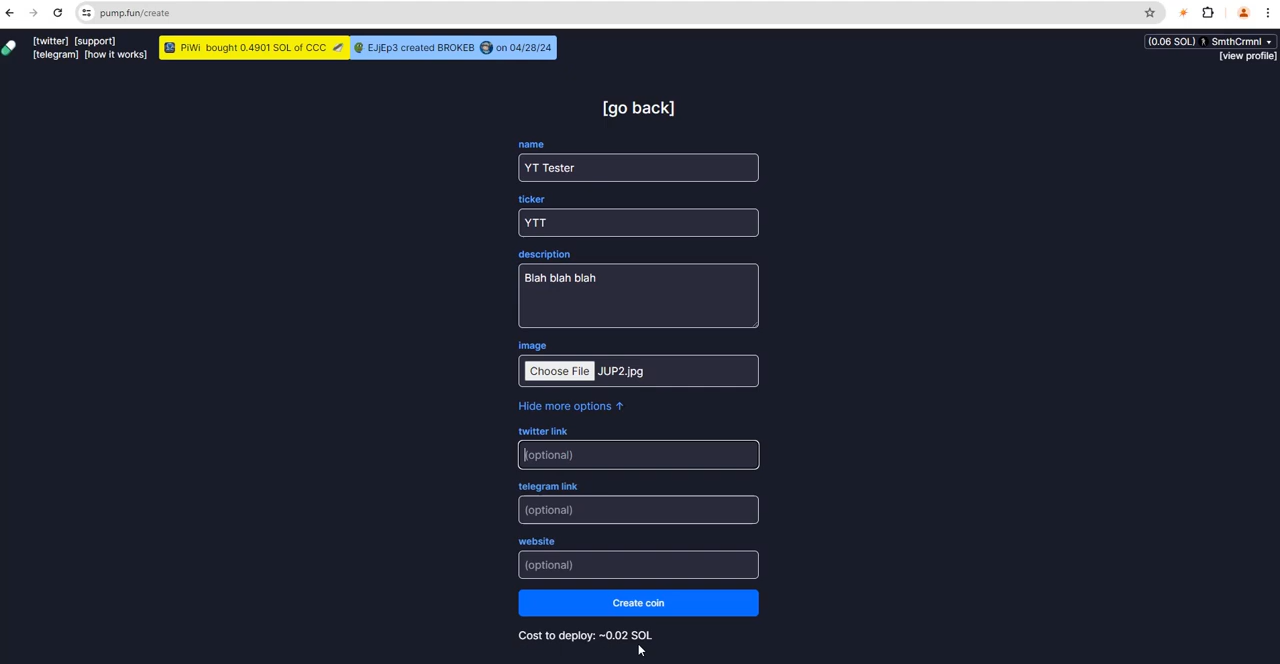 pump.fun/create
[twitter] [support]
[telegram] [how it works]
PiWi bought 0.4901 SOL of CCC
EJjEp3 created BROKEB on 04/28/24
(0.06 SOL) SmthCrmnl
[view profile]
[go back]
name
YT Tester
ticker
YTT
description
Blah blah blah
image
Choose File JUP2.jpg
Hide more options ↑
twitter link
(optional)
telegram link
(optional)
website
(optional)
Create coin
Cost to deploy: ~0.02 SOL